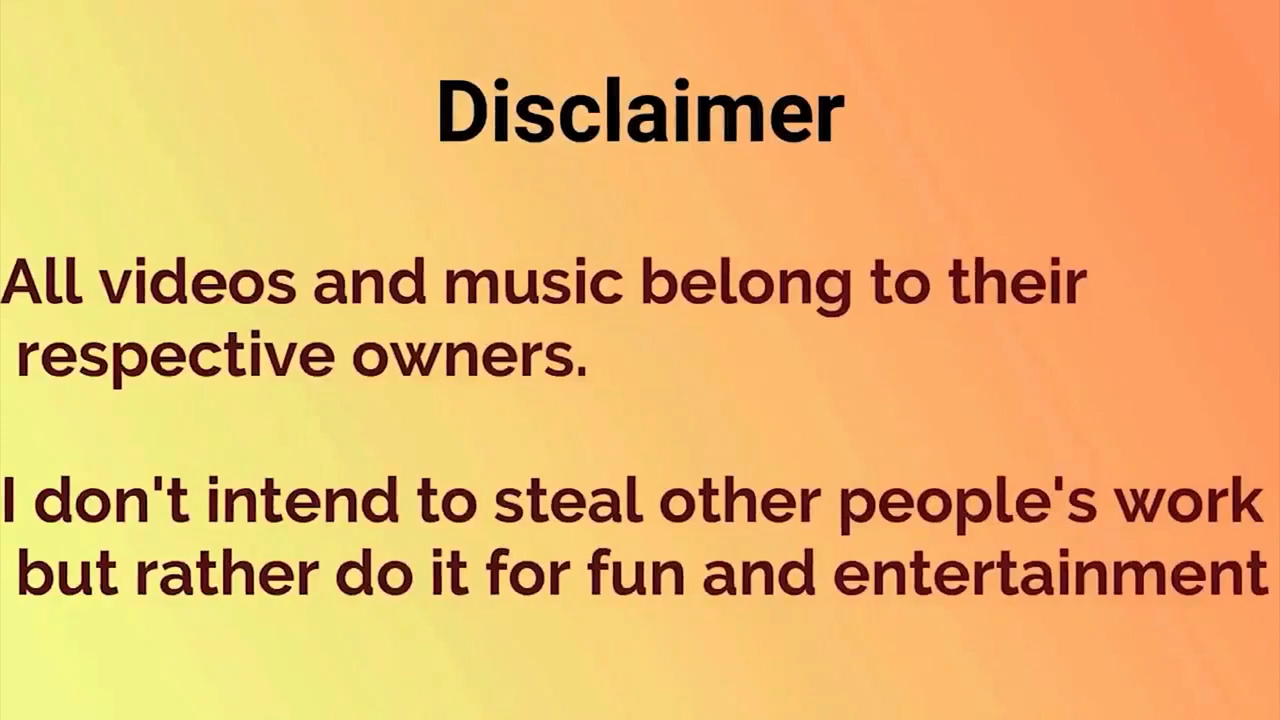 Disclaimer
All videos and music belong to their
respective owners.
I don't intend to steal other people's work
but rather do it for fun and entertainment